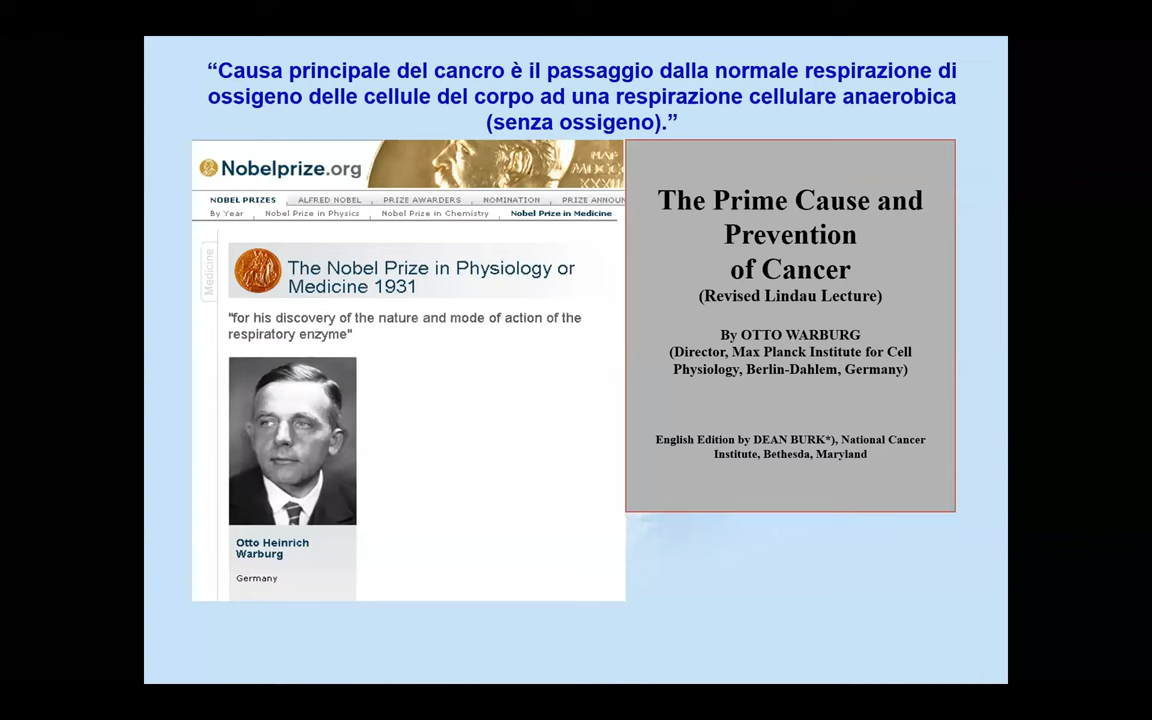 “Causa principale del cancro è il passaggio dalla normale respirazione di
ossigeno delle cellule del corpo ad una respirazione cellulare anaerobica
(senza ossigeno).”
Nobelprize.org
NOBEL PRIZES
ALFRED NOBEL
PRIZE AWARDERS
NOMINATION
PRIZE ANNOUN
By Year
Nobel Prize in Physics
Nobel Prize in Chemistry
Nobel Prize in Medicine
Medicine
The Nobel Prize in Physiology or
Medicine 1931
"for his discovery of the nature and mode of action of the
respiratory enzyme"
Otto Heinrich
Warburg
Germany
The Prime Cause and
Prevention
of Cancer
(Revised Lindau Lecture)
By OTTO WARBURG
(Director, Max Planck Institute for Cell
Physiology, Berlin-Dahlem, Germany)
English Edition by DEAN BURK*), National Cancer
Institute, Bethesda, Maryland